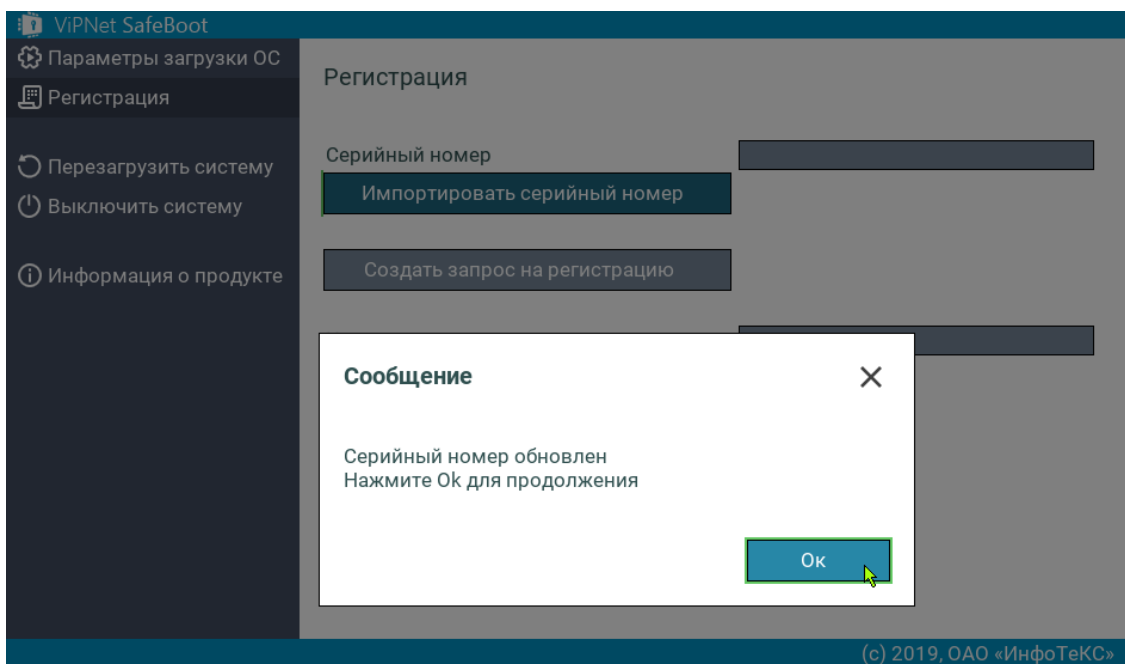 ViPNet SafeBoot
Параметры загрузки ОС
Регистрация
Перезагрузить систему
Выключить систему
Информация о продукте
Регистрация
Серийный номер
Импортировать серийный номер
Создать запрос на регистрацию
Сообщение
Серийный номер обновлен
Нажмите Ok для продолжения
Ок
(c) 2019, ОАО «ИнфоТеКС»